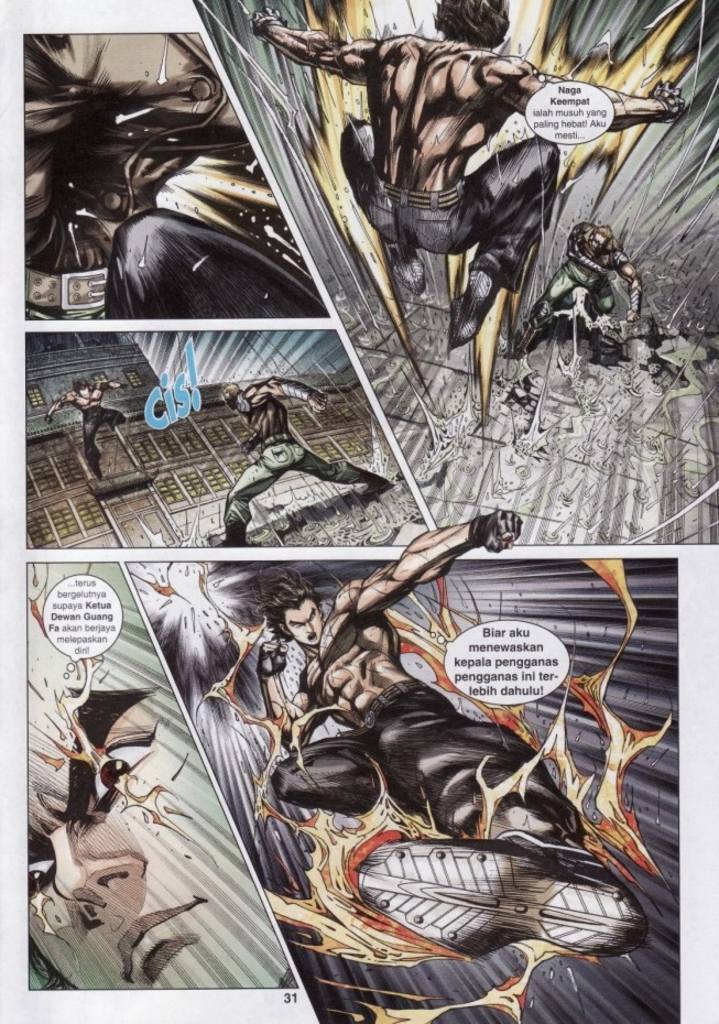 Naga
Keempat
ialah musuh yang
paling hebat! Aku
mesti...
cis!
...terus
bergelutnya
supaya Ketua
Dewan Guang
Fa akan berjaya
melepaskan
diri!
Biar aku
menewaskan
kepala pengganas
pengganas ini ter-
lebih dahulu!
31